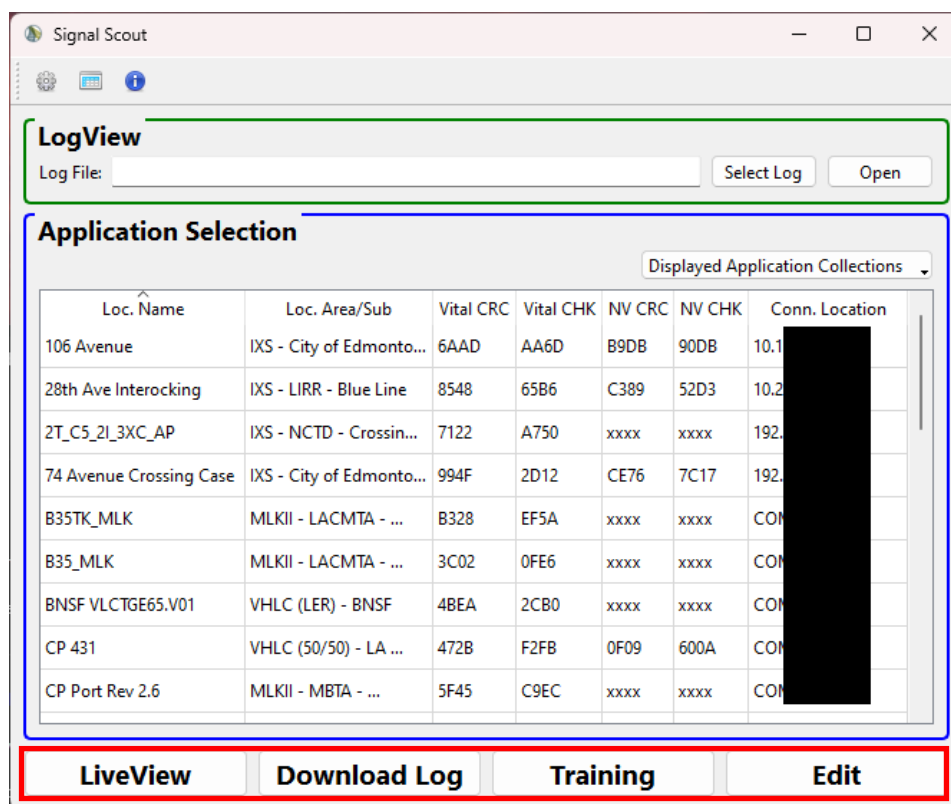 Signal Scout
LogView
Log File: Select Log Open
Application Selection
Displayed Application Collections
Loc. Name Loc. Area/Sub Vital CRC Vital CHK NV CRC NV CHK Conn. Location
106 Avenue IXS - City of Edmonto... 6AAD AA6D B9DB 90DB 10.1
28th Ave Interocking IXS - LIRR - Blue Line 8548 65B6 C389 52D3 10.2
2T_C5_2I_3XC_AP IXS - NCTD - Crossin... 7122 A750 xxxx xxxx 192.
74 Avenue Crossing Case IXS - City of Edmonto... 994F 2D12 CE76 7C17 192.
B35TK_MLK MLKII - LACMTA - ... B328 EF5A xxxx xxxx
B35_MLK MLKII - LACMTA - ... 3C02 0FE6 xxxx xxxx
BNSF VLCTGE65.V01 VHLC (LER) - BNSF 4BEA 2CB0 xxxx xxxx
CP 431 VHLC (50/50) - LA ... 472B F2FB 0F09 600A
CP Port Rev 2.6 MLKII - MBTA - ... 5F45 C9EC xxxx xxxx
LiveView Download Log Training Edit